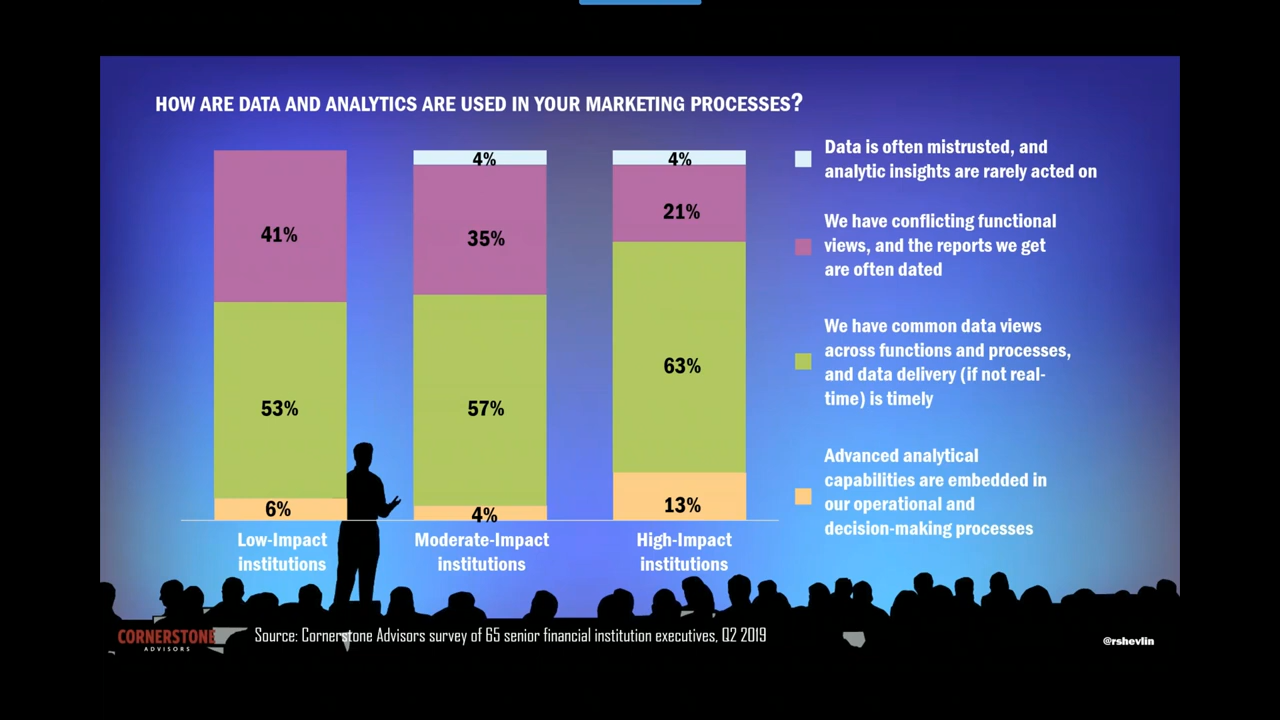 HOW ARE DATA AND ANALYTICS ARE USED IN YOUR MARKETING PROCESSES?
41%
53%
6%
4%
35%
57%
4%
4%
21%
63%
13%
Low-Impact
institutions
Moderate-Impact
institutions
High-Impact
institutions
Data is often mistrusted, and
analytic insights are rarely acted on
We have conflicting functional
views, and the reports we get
are often dated
We have common data views
across functions and processes,
and data delivery (if not real-
time) is timely
Advanced analytical
capabilities are embedded in
our operational and
decision-making processes
CORNERSTONE
ADVISORS
Source: Cornerstone Advisors survey of 65 senior financial institution executives, Q2 2019
@rshevlin